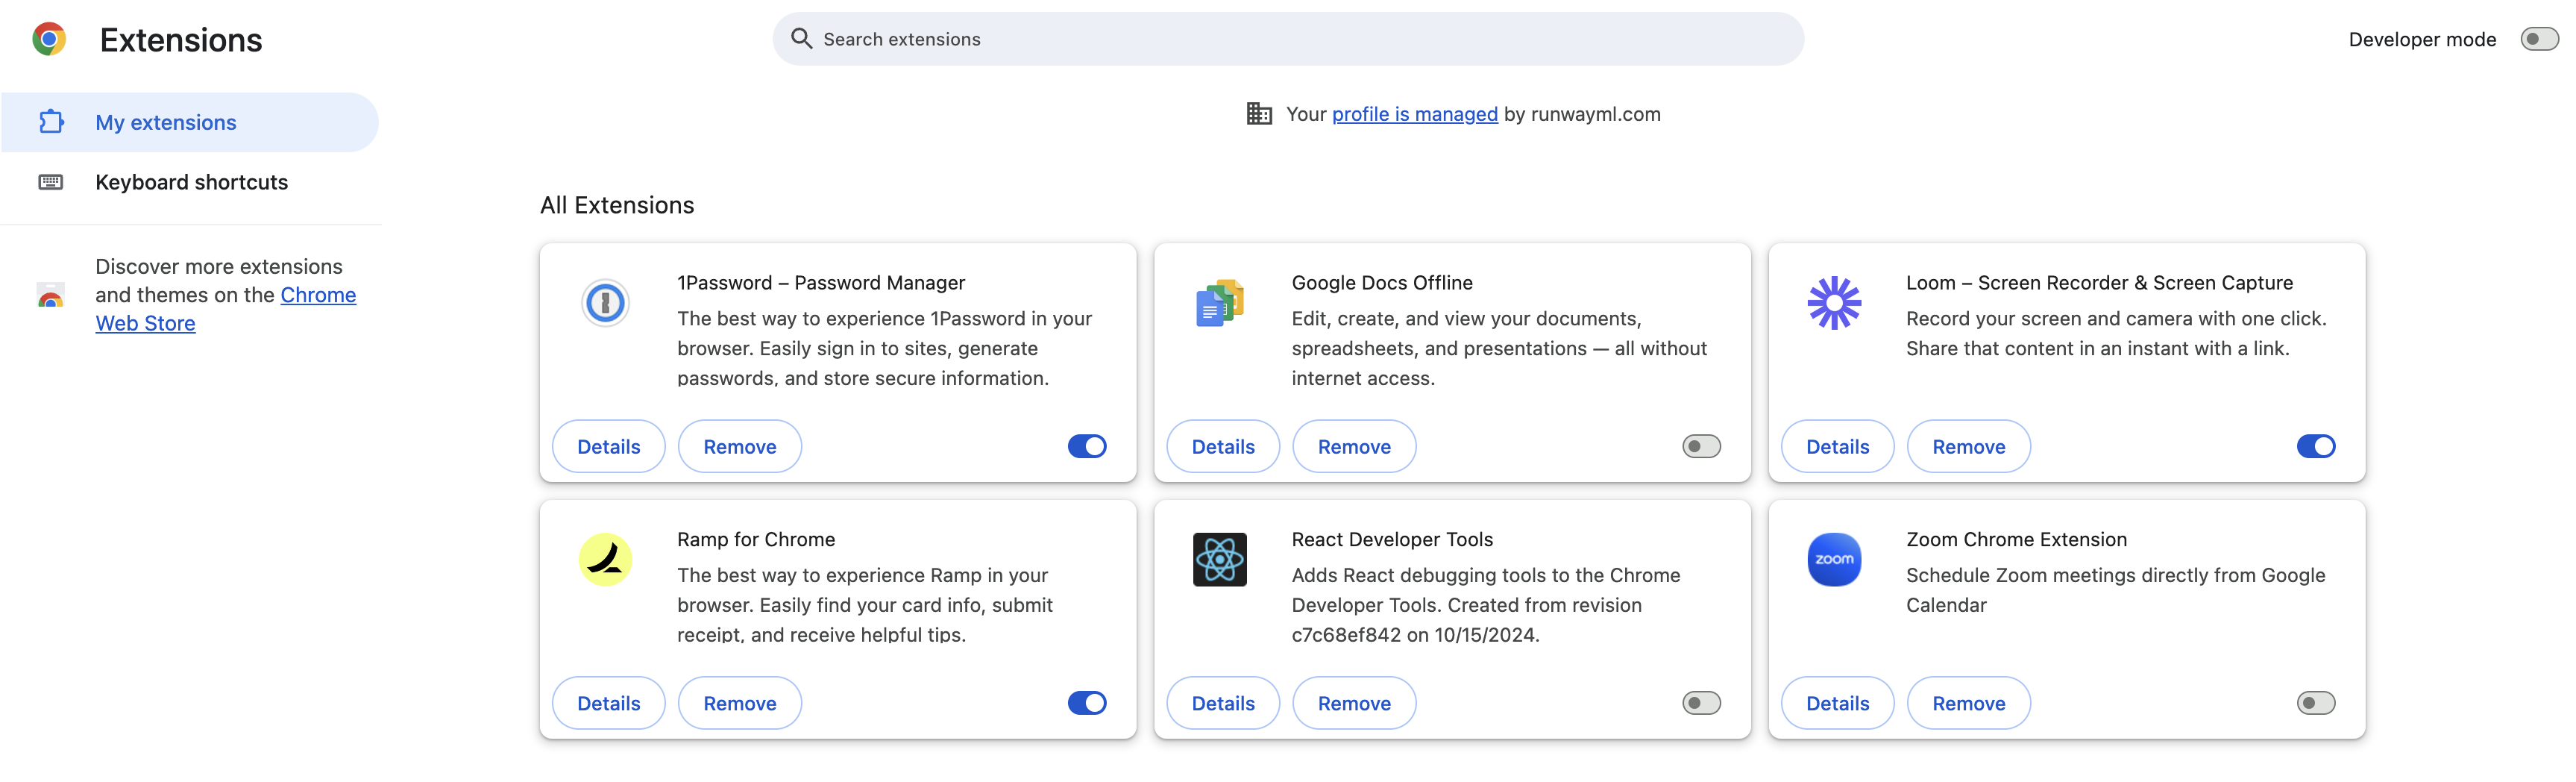 Extensions
Search extensions
Developer mode
My extensions
Keyboard shortcuts
Discover more extensions
and themes on the Chrome
Web Store
Your profile is managed by runwayml.com
All Extensions
1Password – Password Manager
The best way to experience 1Password in your
browser. Easily sign in to sites, generate
passwords, and store secure information.
Details
Remove
Google Docs Offline
Edit, create, and view your documents,
spreadsheets, and presentations — all without
internet access.
Details
Remove
Loom – Screen Recorder & Screen Capture
Record your screen and camera with one click.
Share that content in an instant with a link.
Details
Remove
Ramp for Chrome
The best way to experience Ramp in your
browser. Easily find your card info, submit
receipt, and receive helpful tips.
Details
Remove
React Developer Tools
Adds React debugging tools to the Chrome
Developer Tools. Created from revision
c7c68ef842 on 10/15/2024.
Details
Remove
zoom
Zoom Chrome Extension
Schedule Zoom meetings directly from Google
Calendar
Details
Remove